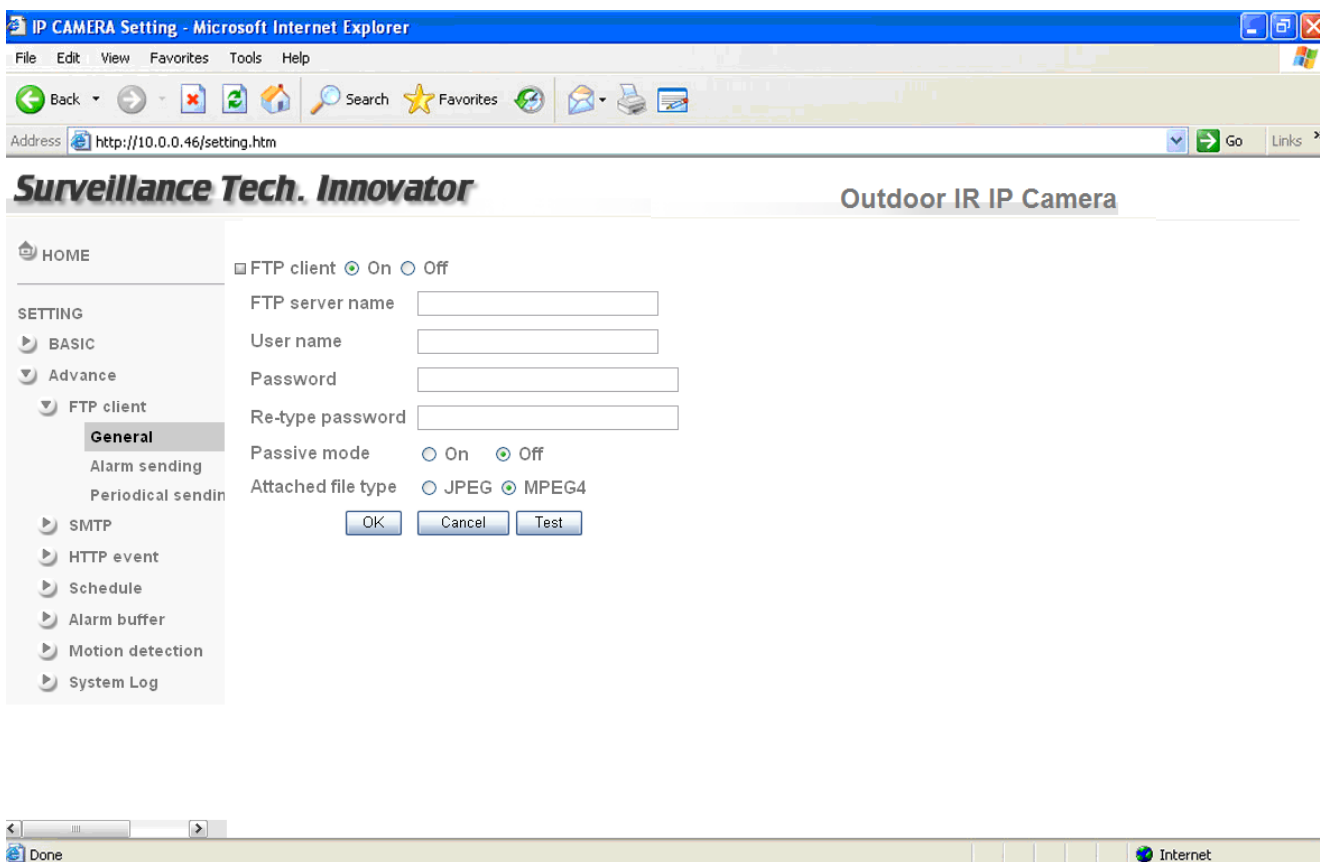 IP CAMERA Setting - Microsoft Internet Explorer
File Edit View Favorites Tools Help
Back Search Favorites
Address http://10.0.0.46/setting.htm Go Links
Surveillance Tech. Innovator
Outdoor IR IP Camera
HOME
SETTING
BASIC
Advance
FTP client
General
Alarm sending
Periodical sendin
SMTP
HTTP event
Schedule
Alarm buffer
Motion detection
System Log
FTP client On Off
FTP server name
User name
Password
Re-type password
Passive mode On Off
Attached file type JPEG MPEG4
OK Cancel Test
Done Internet